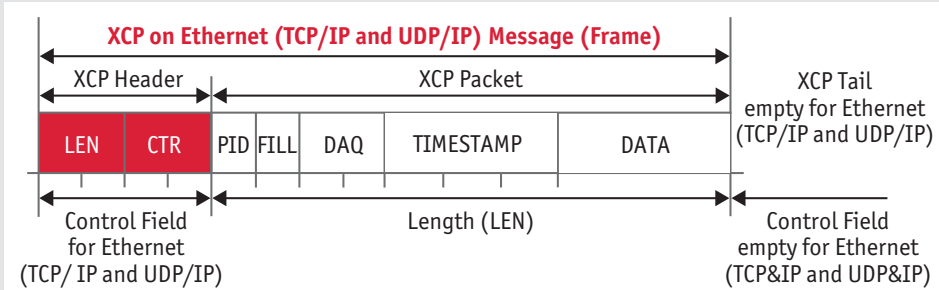 XCP on Ethernet (TCP/IP and UDP/IP) Message (Frame)
XCP Header
XCP Packet
XCP Tail
empty for Ethernet
(TCP/IP and UDP/IP)
LEN CTR PID FILL DAQ TIMESTAMP DATA
Control Field
for Ethernet
(TCP/ IP and UDP/IP)
Length (LEN)
Control Field
empty for Ethernet
(TCP&IP and UDP&IP)